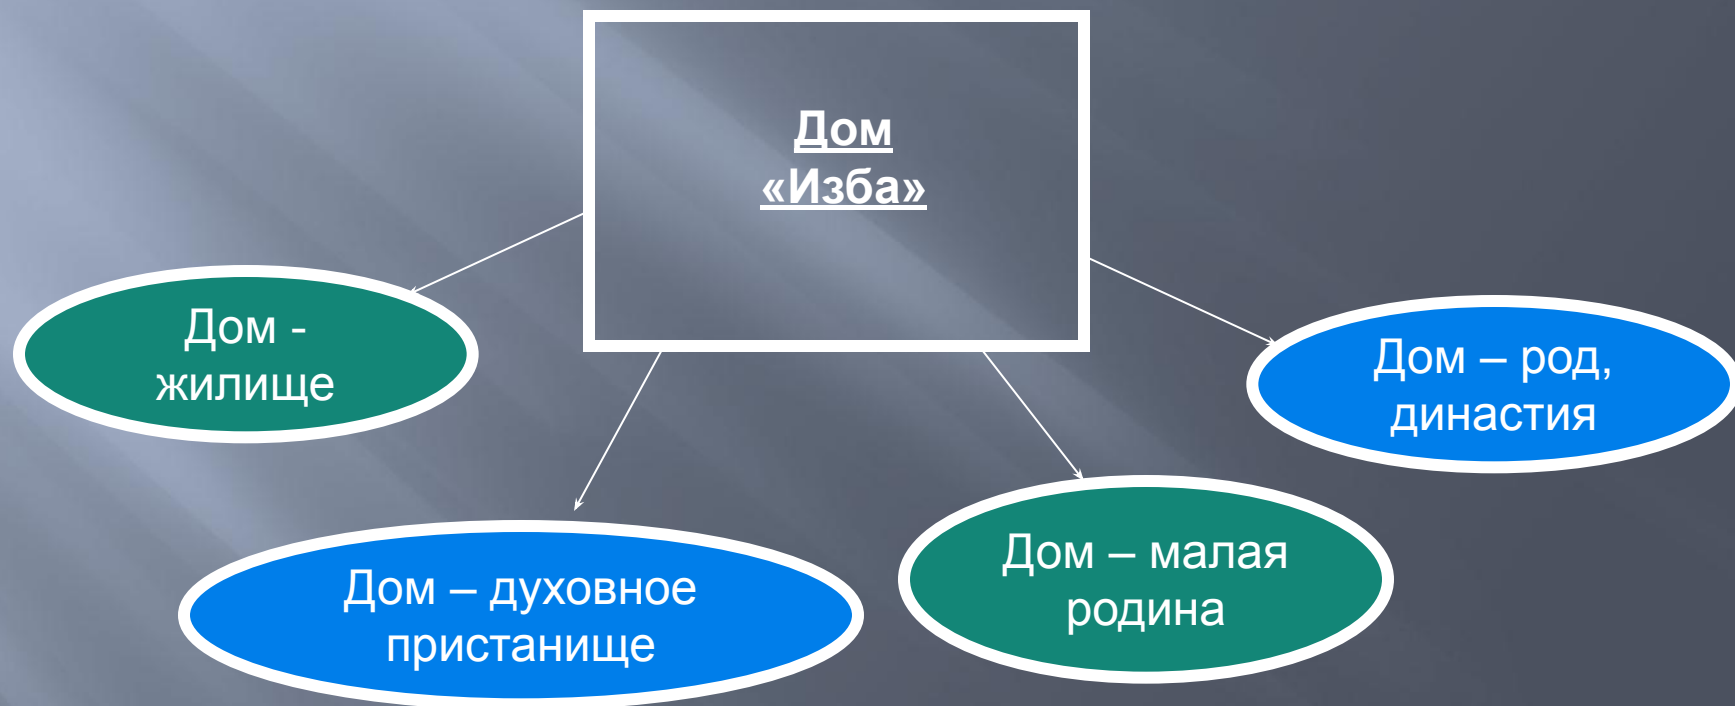 Дом
«Изба»
Дом -
жилище
Дом – духовное
пристанище
Дом – малая
родина
Дом – род,
династия